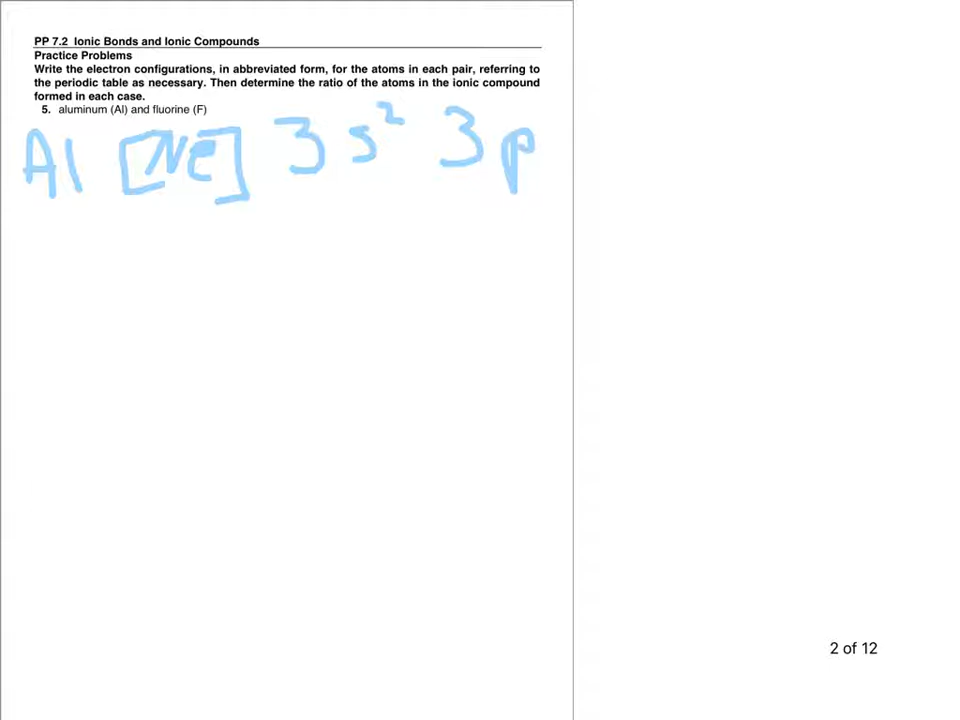 PP 7.2 Ionic Bonds and Ionic Compounds
Practice Problems
Write the electron configurations, in abbreviated form, for the atoms in each pair, referring to
the periodic table as necessary. Then determine the ratio of the atoms in the ionic compound
formed in each case.
5. aluminum (Al) and fluorine (F)
Al [Ne] 3s² 3p
2 of 12